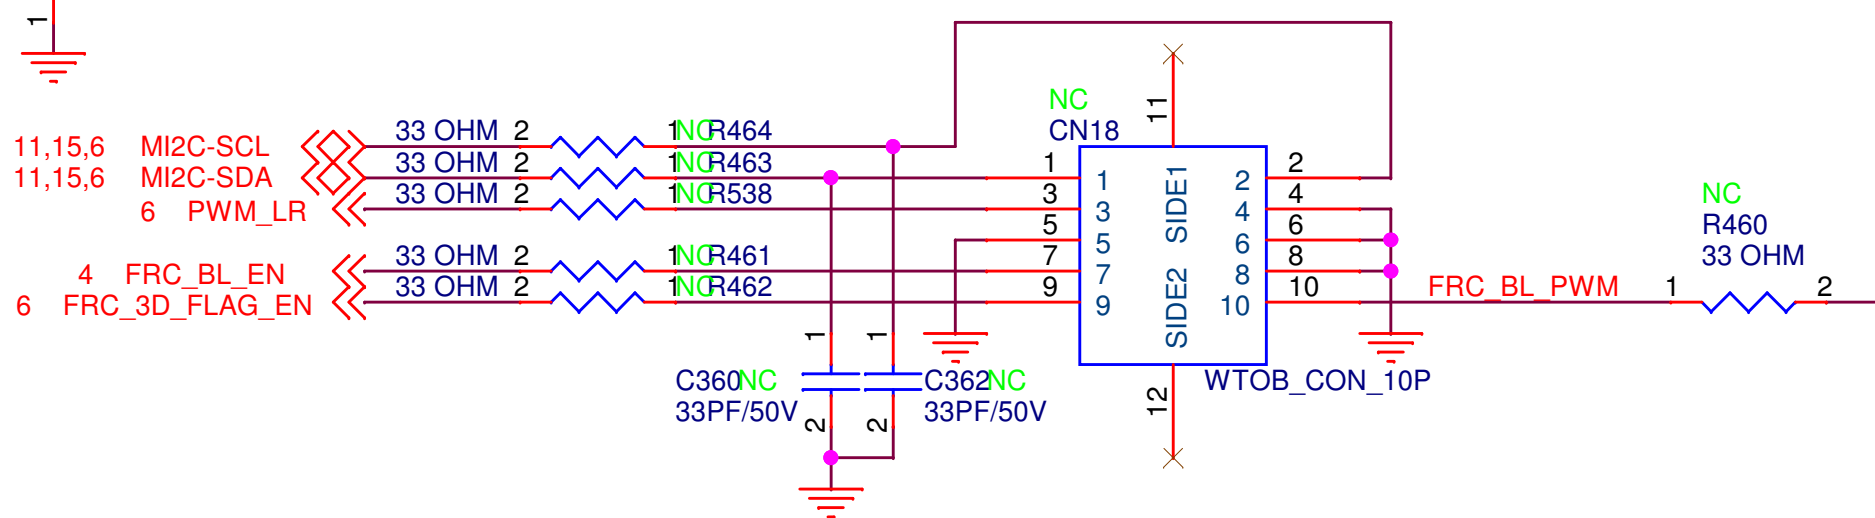 1
11,15,6 MI2C-SCL 33 OHM 2 1 NC R464
11,15,6 MI2C-SDA 33 OHM 2 1 NC R463
6 PWM_LR 33 OHM 2 1 NC R538
4 FRC_BL_EN 33 OHM 2 1 NC R461
6 FRC_3D_FLAG_EN 33 OHM 2 1 NC R462
NC
CN18
11
1 1 SIDE1 2 2
3 3 4 4
5 5 6 6
7 7 SIDE2 8 8
9 9 10 10
12
WTOB_CON_10P
FRC_BL_PWM
NC
R460
33 OHM
1 2
1 1
C360 NC
33PF/50V
C362 NC
33PF/50V
2 2